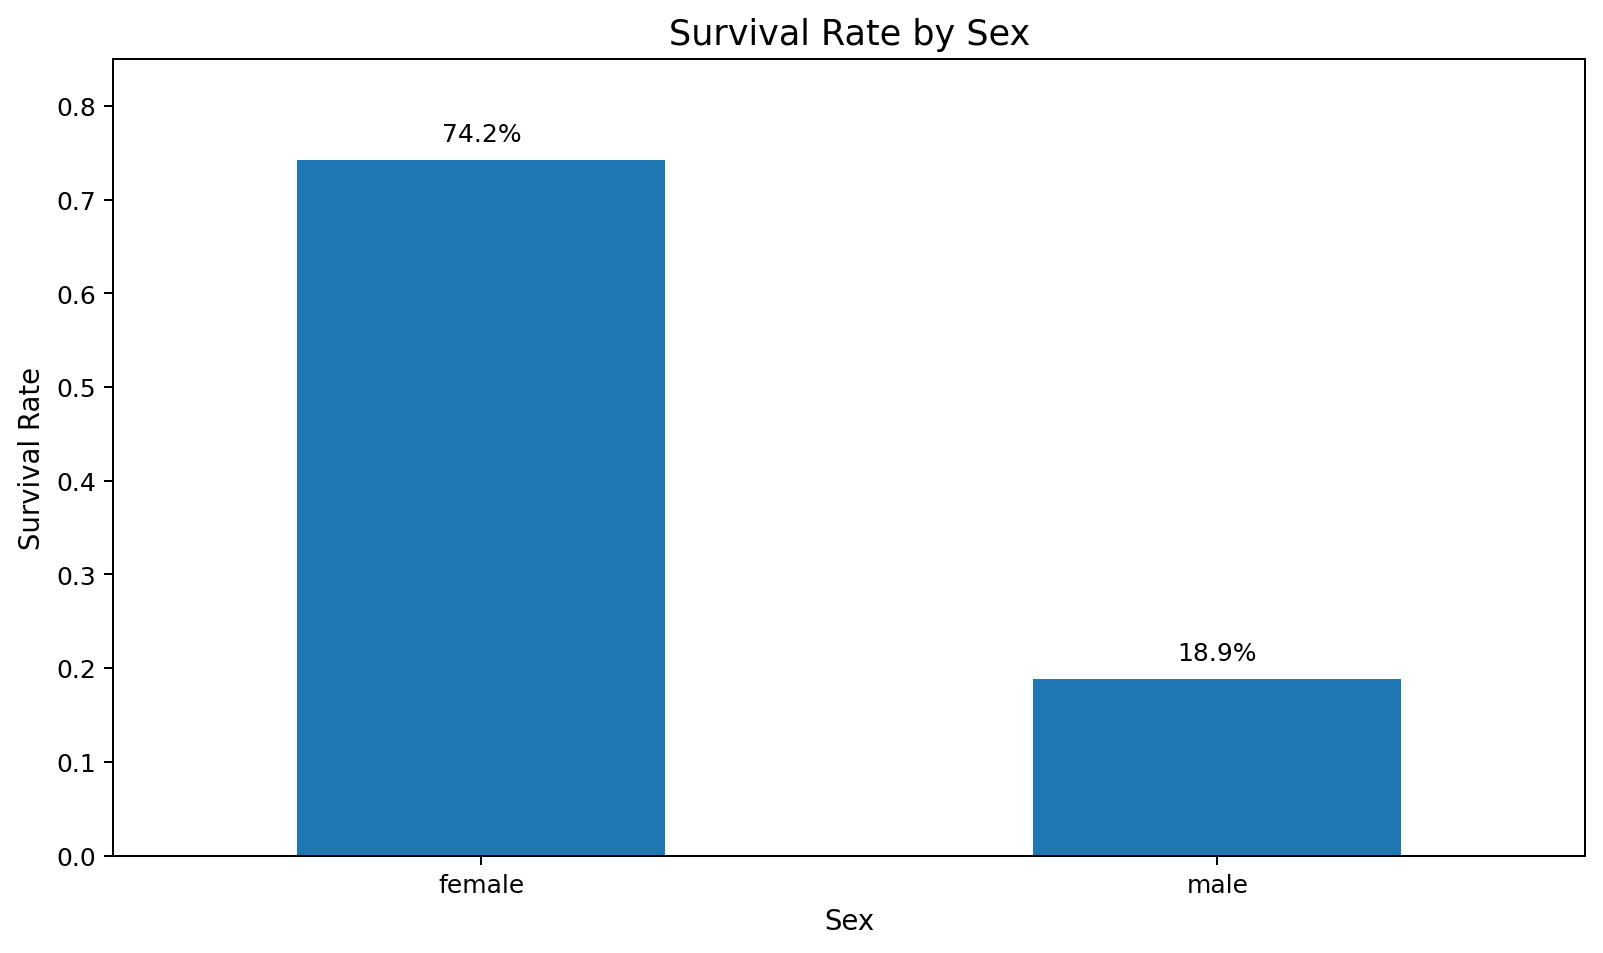 Survival Rate by Sex
0.8
0.7
0.6
0.5
0.4
0.3
0.2
0.1
0.0
Survival Rate
74.2%
18.9%
female
male
Sex